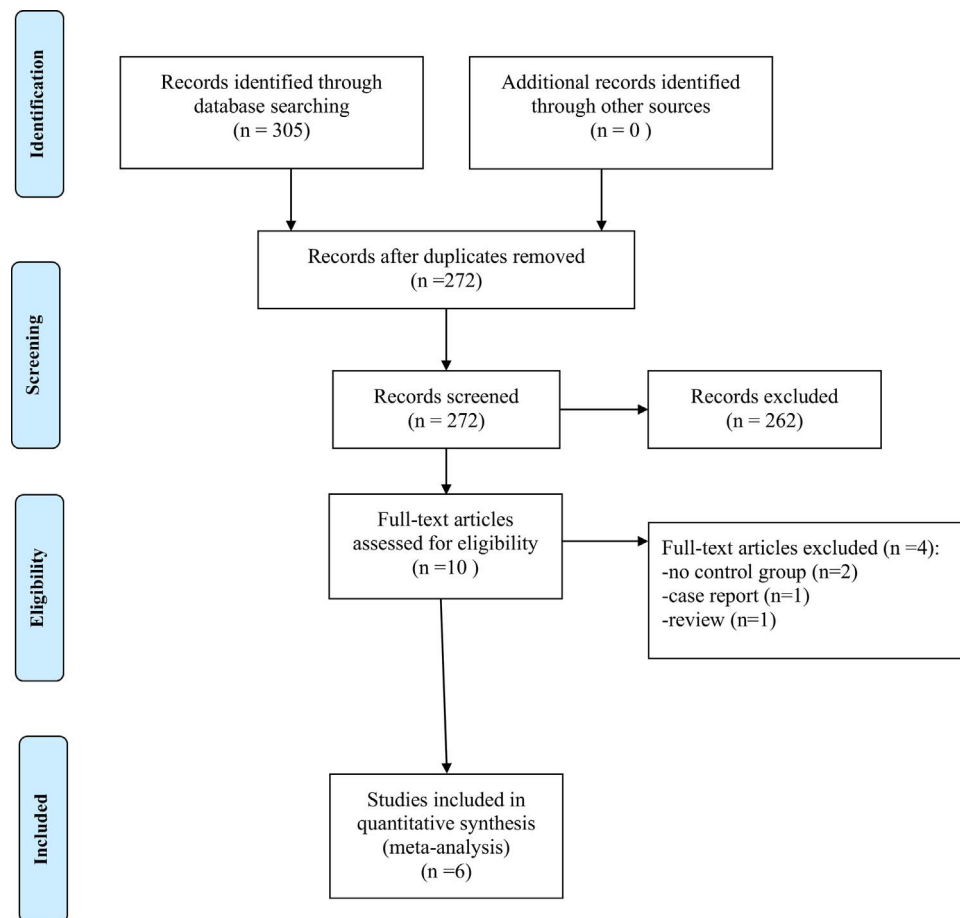 Identification
Records identified through
database searching
(n = 305)
Additional records identified
through other sources
(n = 0 )
Records after duplicates removed
(n =272)
Screening
Records screened
(n = 272)
Records excluded
(n = 262)
Eligibility
Full-text articles
assessed for eligibility
(n =10 )
Full-text articles excluded (n =4):
-no control group (n=2)
-case report (n=1)
-review (n=1)
Included
Studies included in
quantitative synthesis
(meta-analysis)
(n =6)